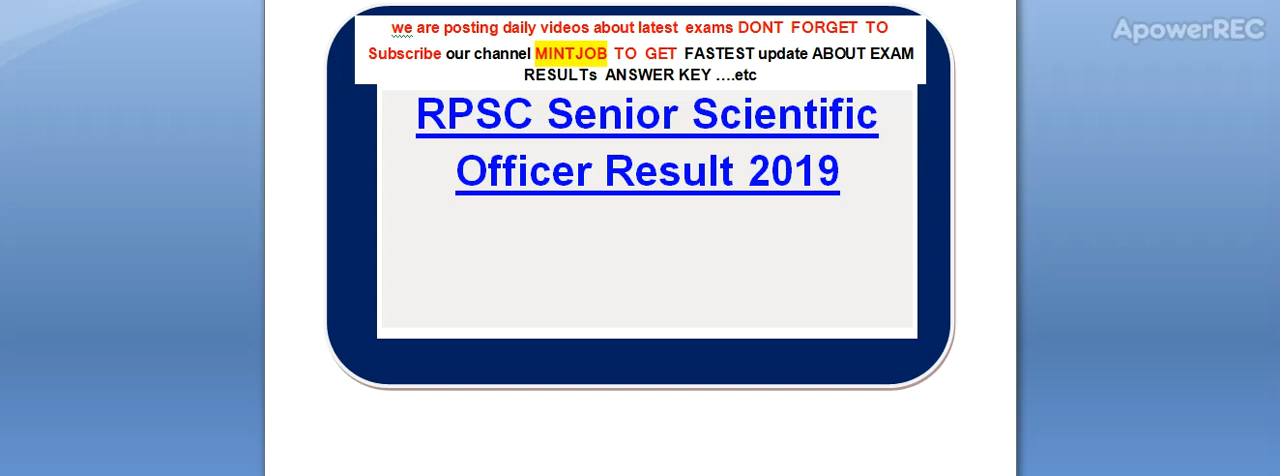 we are posting daily videos about latest exams DONT FORGET TO
Subscribe our channel MINTJOB TO GET FASTEST update ABOUT EXAM
RESULTs ANSWER KEY ....etc
RPSC Senior Scientific
Officer Result 2019
ApowerREC